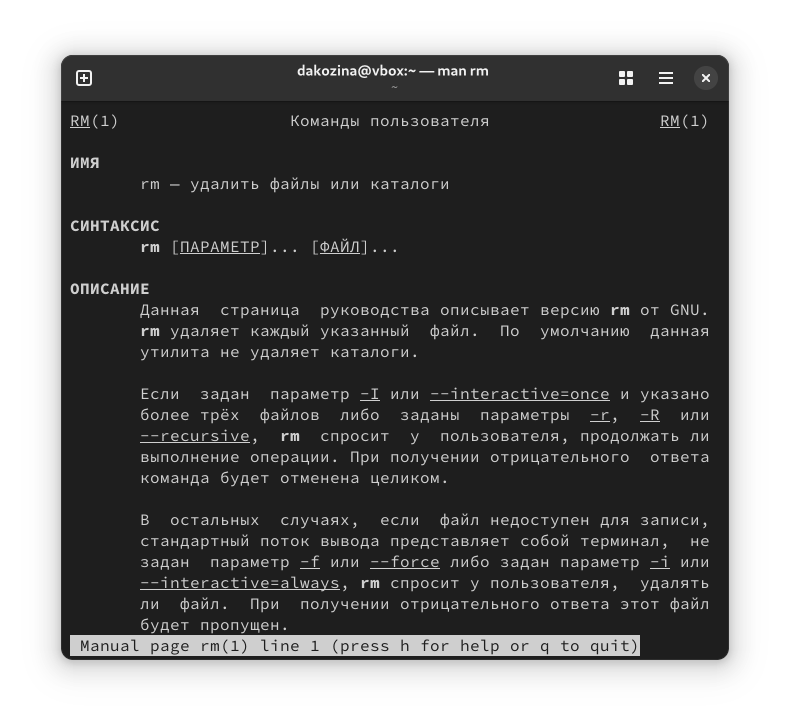 dakozina@vbox:~ — man rm
~
RM(1) Команды пользователя RM(1)
ИМЯ
rm — удалить файлы или каталоги
СИНТАКСИС
rm [ПАРАМЕТР]... [ФАЙЛ]...
ОПИСАНИЕ
Данная страница руководства описывает версию rm от GNU.
rm удаляет каждый указанный файл. По умолчанию данная
утилита не удаляет каталоги.
Если задан параметр -I или --interactive=once и указано
более трёх файлов либо заданы параметры -r, -R или
--recursive, rm спросит у пользователя, продолжать ли
выполнение операции. При получении отрицательного ответа
команда будет отменена целиком.
В остальных случаях, если файл недоступен для записи,
стандартный поток вывода представляет собой терминал, не
задан параметр -f или --force либо задан параметр -i или
--interactive=always, rm спросит у пользователя, удалять
ли файл. При получении отрицательного ответа этот файл
будет пропущен.
Manual page rm(1) line 1 (press h for help or q to quit)